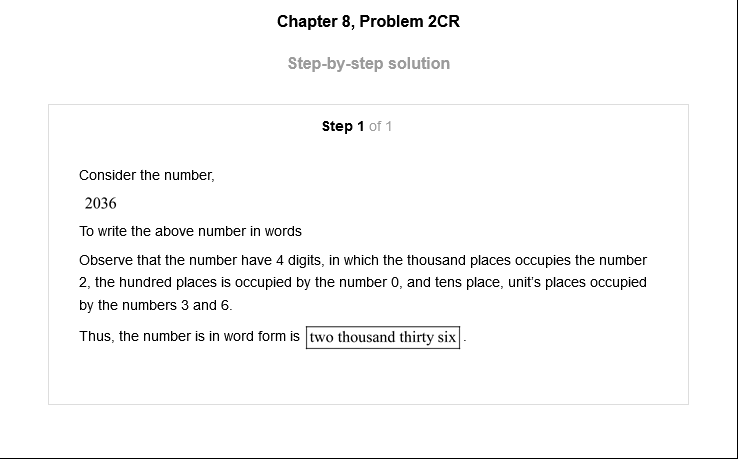 Chapter 8, Problem 2CR
Step-by-step solution
Step 1 of 1
Consider the number,
2036
To write the above number in words
Observe that the number have 4 digits, in which the thousand places occupies the number
2, the hundred places is occupied by the number 0, and tens place, unit's places occupied
by the numbers 3 and 6.
Thus, the number is in word form is two thousand thirty six .